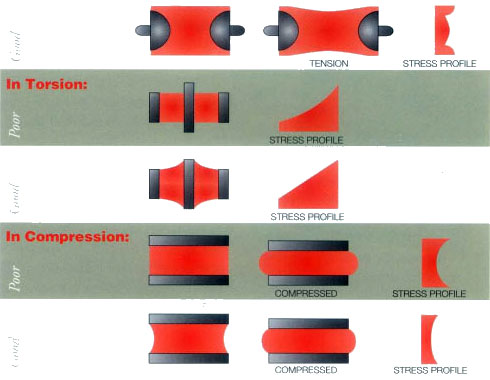 Good
TENSION STRESS PROFILE
In Torsion:
Poor
STRESS PROFILE
Good
STRESS PROFILE
In Compression:
Poor
COMPRESSED STRESS PROFILE
Good
COMPRESSED STRESS PROFILE